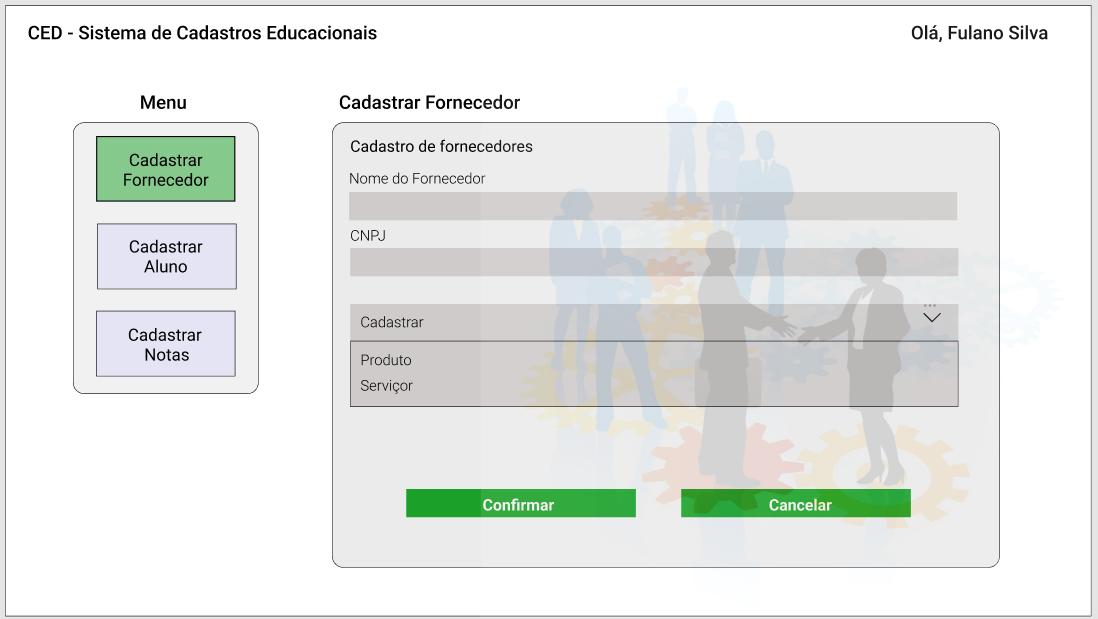 CED - Sistema de Cadastros Educacionais
Olá, Fulano Silva
Menu
Cadastrar
Fornecedor
Cadastrar
Aluno
Cadastrar
Notas
Cadastrar Fornecedor
Cadastro de fornecedores
Nome do Fornecedor
CNPJ
Cadastrar
...
Produto
Serviçor
Confirmar
Cancelar